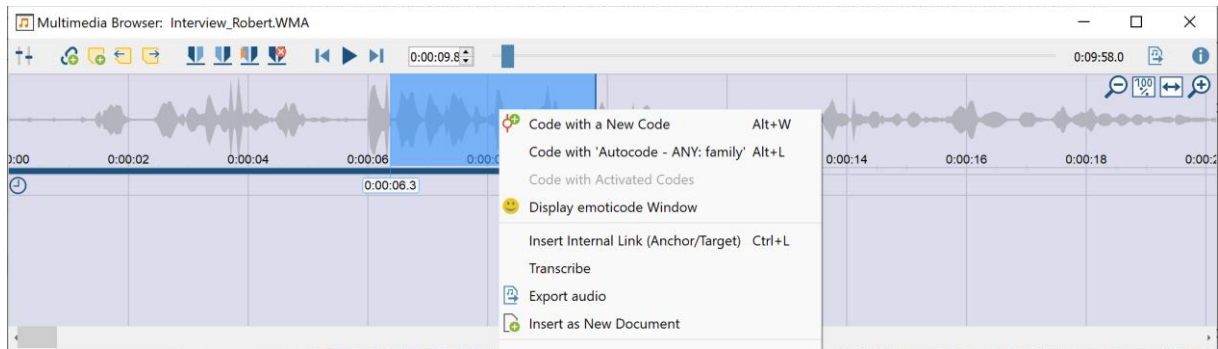 Multimedia Browser: Interview_Robert.WMA
0:00:09.8 0:09:58.0
100%
Code with a New Code Alt+W
Code with 'Autocode - ANY: family' Alt+L
0:00:02 0:00:04 0:00:06 0:00:14 0:00:16 0:00:18
Code with Activated Codes
0:00:06.3
Display emoticode Window
Insert Internal Link (Anchor/Target) Ctrl+L
Transcribe
Export audio
Insert as New Document